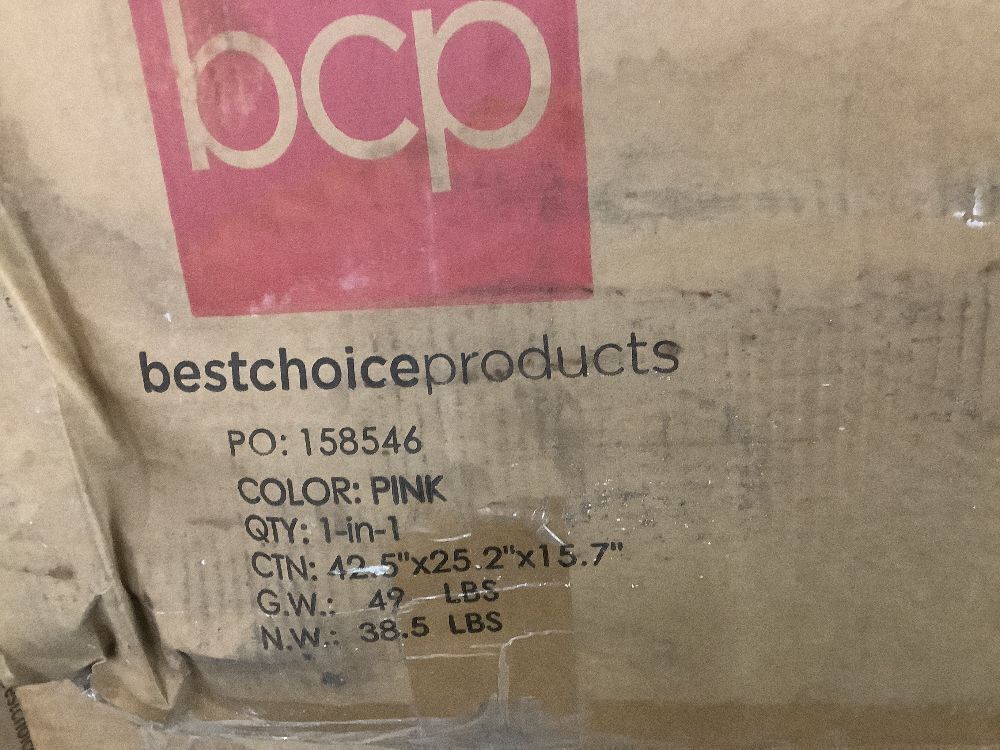 bcp
bestchoiceproducts
PO: 158546
COLOR: PINK
QTY: 1-in-1
CTN: 42.5"x25.2"x15.7"
G.W.: 49 LBS
N.W.: 38.5 LBS